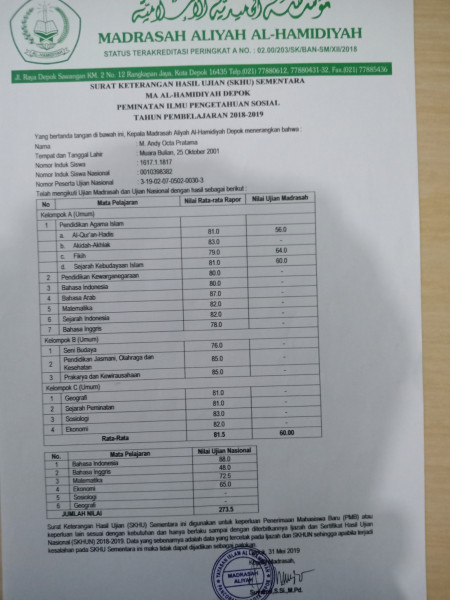 مؤسسة الحميدية الإسلامية
MADRASAH ALIYAH AL-HAMIDIYAH
STATUS TERAKREDITASI PERINGKAT A NO. : 02.00/203/SK/BAN-SM/XII/2018
Jl. Raya Depok Sawangan KM. 2 No. 12 Rangkapan Jaya, Kota Depok 16435 Telp.(021) 77880612, 77880431.32. Fax.(021) 77885436
SURAT KETERANGAN HASIL UJIAN (SKHU) SEMENTARA
MA AL-HAMIDIYAH DEPOK
PEMINATAN ILMU PENGETAHUAN SOSIAL
TAHUN PEMBELAJARAN 2018-2019
Yang bertanda tangan di bawah ini, Kepala Madrasah Aliyah Al-Hamidiyah Depok menerangkan bahwa :
Nama : M. Andy Octa Pratama
Tempat dan Tanggal Lahir : Muara Bulian, 25 Oktober 2001
Nomor Induk Siswa : 1617.1.1817
Nomor Induk Siswa Nasional : 0010398382
Nomor Peserta Ujian Nasional : 3-19-02-07-0502-0030-3
Telah mengikuti Ujian Madrasah dan Ujian Nasional dengan hasil sebagai berikut :
No Mata Pelajaran Nilai Rata-rata Rapor Nilai Ujian Madrasah
Kelompok A (Umum)
1 Pendidikan Agama Islam
a. Al-Qur'an-Hadis 81.0 56.0
b. Akidah-Akhlak 83.0 -
c. Fikih 79.0 64.0
d. Sejarah Kebudayaan Islam 81.0 60.0
2 Pendidikan Kewarganegaraan 80.0 -
3 Bahasa Indonesia 80.0 -
4 Bahasa Arab 87.0 -
5 Matematika 82.0 -
6 Sejarah Indonesia 82.0 -
7 Bahasa Inggris 78.0 -
Kelompok B (Umum)
1 Seni Budaya 76.0 -
2 Pendidikan Jasmani, Olahraga dan Kesehatan 85.0 -
3 Prakarya dan Kewirausahaan 85.0 -
Kelompok C (Umum)
1 Geografi 81.0 -
2 Sejarah Peminatan 81.0 -
3 Sosiologi 83.0 -
4 Ekonomi 82.0 -
Rata-Rata 81.5 60.00
No. Mata Pelajaran Nilai Ujian Nasional
1 Bahasa Indonesia 88.0
2 Bahasa Inggris 48.0
3 Matematika 72.5
4 Ekonomi 65.0
5 Sosiologi -
6 Geografi -
JUMLAH NILAI 273.5
Surat Keterangan Hasil Ujian (SKHU) Sementara ini digunakan untuk keperluan Penerimaan Mahasiswa Baru (PMB) atau
keperluan lain sesuai dengan kebutuhan dan hanya berlaku sampai dengan diterbitkannya Ijazah dan Sertifikat Hasil Ujian
Nasional (SKHUN) 2018-2019. Data yang sebenarnya adalah data yang tercetak pada Ijazah dan SKHUN sehingga apabila terjadi
kesalahan pada SKHU Sementara ini maka tidak dapat dijadikan sebagai patokan.
31 Mei 2019
Madrasah,
MADRASAH
ALIYAH
S.Si.,M.Pd.